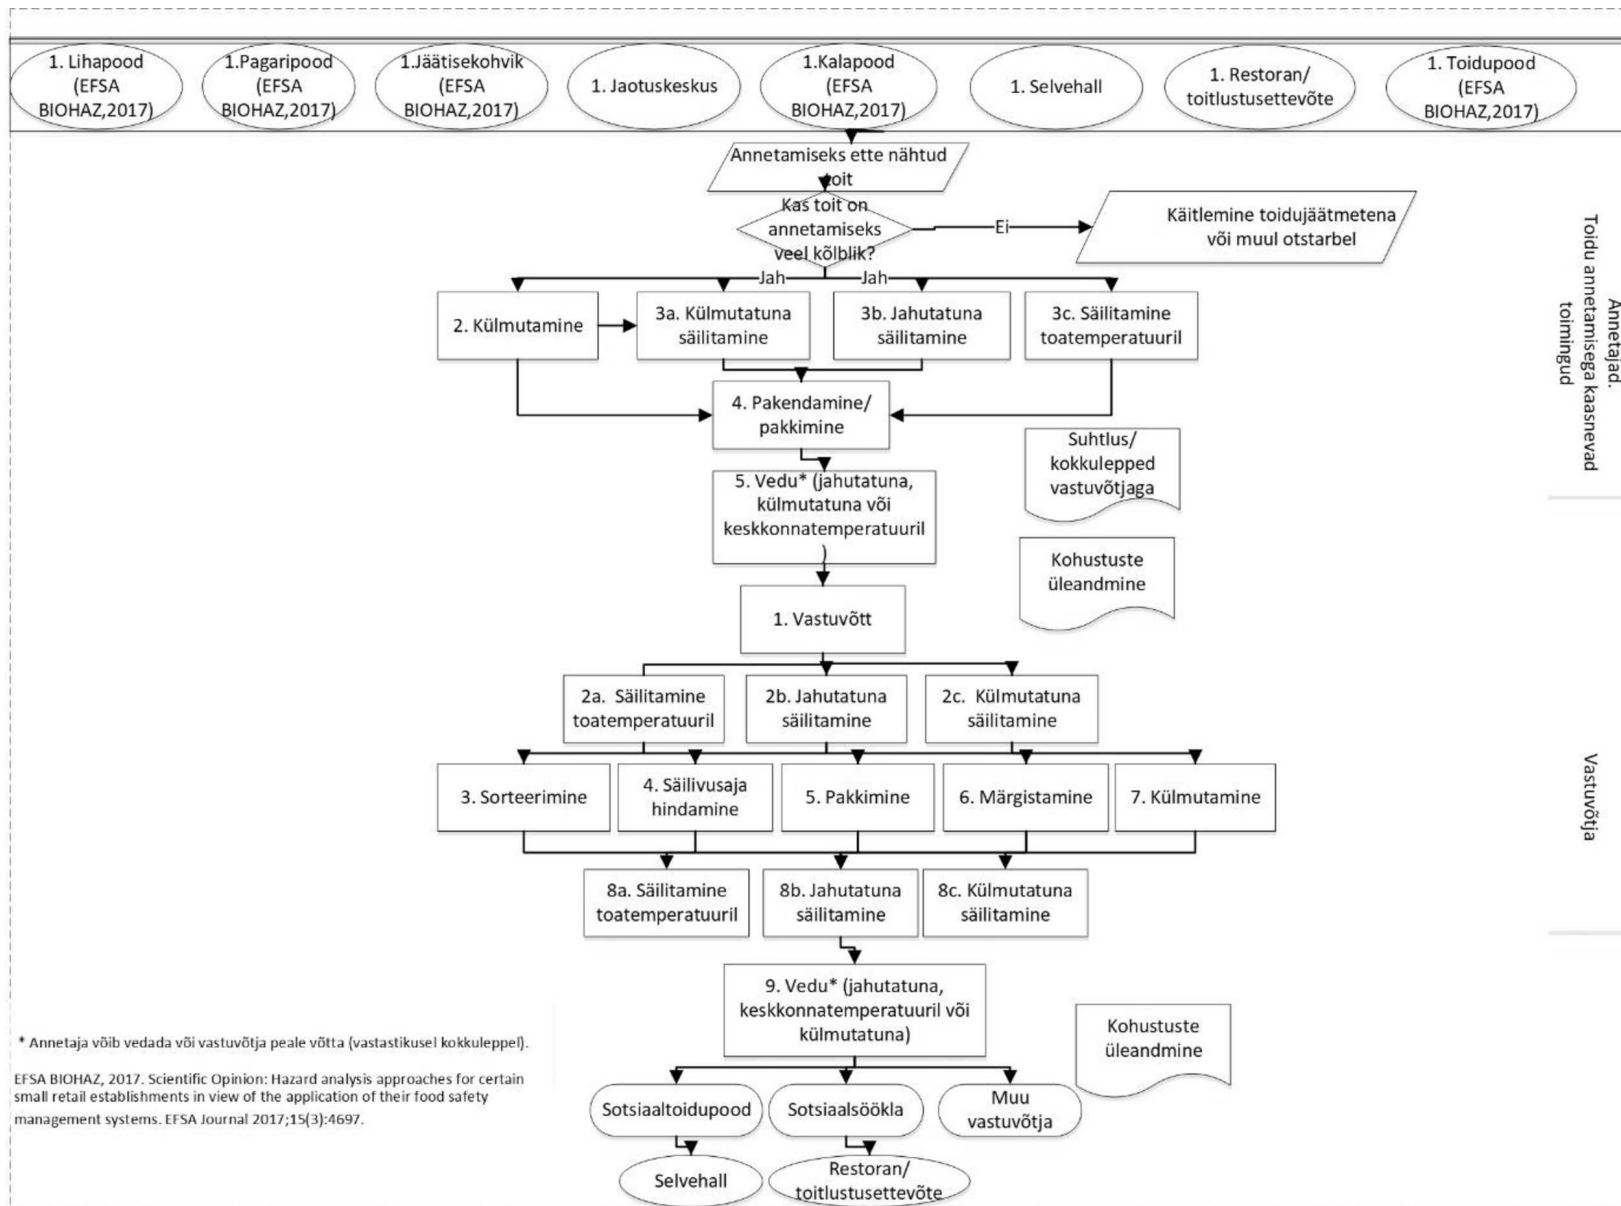 1. Lihapood
(EFSA
BIOHAZ,2017)
1.Pagaripood
(EFSA
BIOHAZ,2017)
1.Jäätisekohvik
(EFSA
BIOHAZ,2017)
1. Jaotuskeskus
1.Kalapood
(EFSA
BIOHAZ,2017)
1. Selvehall
1. Restoran/
toitlustusettevõte
1. Toidupood
(EFSA
BIOHAZ,2017)
Annetamiseks ette nähtud
toit
Kas toit on
annetamiseks
veel kõlblik?
Ei
Käitlemine toidujäätmetena
või muul otstarbel
Jah
Jah
2. Külmutamine
3a. Külmutatuna
säilitamine
3b. Jahutatuna
säilitamine
3c. Säilitamine
toatemperatuuril
4. Pakendamine/
pakkimine
Suhtlus/
kokkulepped
vastuvõtjaga
5. Vedu* (jahutatuna,
külmutatuna või
keskkonnatemperatuuril
)
Kohustuste
üleandmine
Annetajad.
Toidu annetamisega kaasnevad
toimingud
1. Vastuvõtt
2a. Säilitamine
toatemperatuuril
2b. Jahutatuna
säilitamine
2c. Külmutatuna
säilitamine
3. Sorteerimine
4. Säilivusaja
hindamine
5. Pakkimine
6. Märgistamine
7. Külmutamine
8a. Säilitamine
toatemperatuuril
8b. Jahutatuna
säilitamine
8c. Külmutatuna
säilitamine
Vastuvõtja
9. Vedu* (jahutatuna,
keskkonnatemperatuuril või
külmutatuna)
Kohustuste
üleandmine
Sotsiaaltoidupood
Sotsiaalsöökla
Muu
vastuvõtja
Selvehall
Restoran/
toitlustusettevõte
* Annetaja võib vedada või vastuvõtja peale võtta (vastastikusel kokkuleppel).
EFSA BIOHAZ, 2017. Scientific Opinion: Hazard analysis approaches for certain
small retail establishments in view of the application of their food safety
management systems. EFSA Journal 2017;15(3):4697.